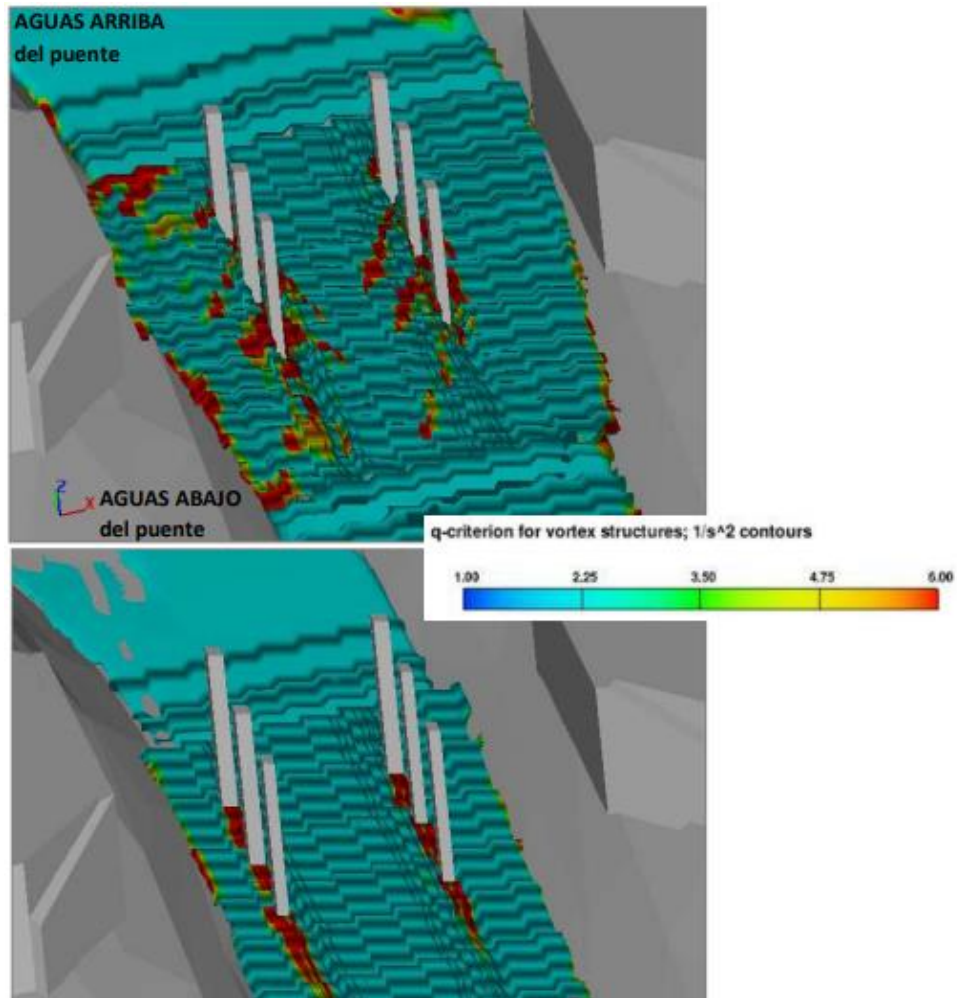 AGUAS ARRIBA
del puente
Z
X
AGUAS ABAJO
del puente
q-criterion for vortex structures; 1/s^2 contours
1.00 2.25 3.50 4.75 6.00